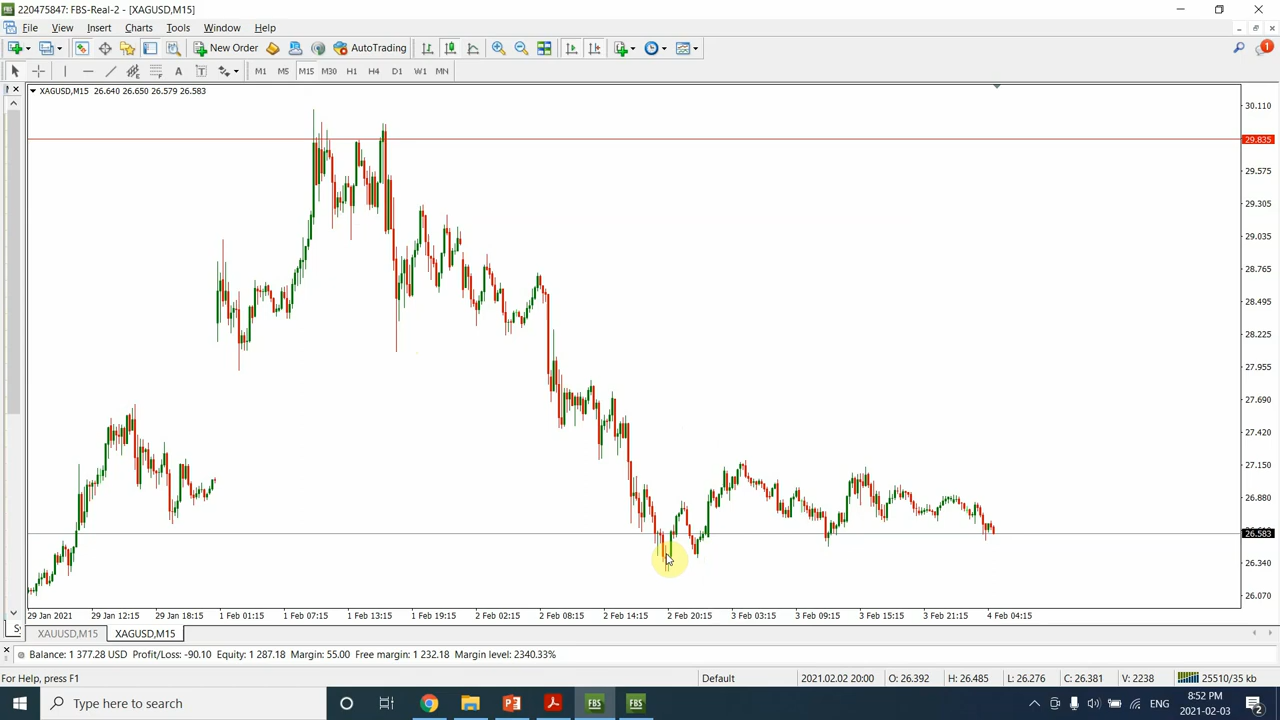 220475847: FBS-Real-2 - [XAGUSD,M15]
File View Insert Charts Tools Window Help
New Order AutoTrading
A T M1 M5 M15 M30 H1 H4 D1 W1 MN
XAGUSD,M15 26.640 26.650 26.579 26.583
30.110
29.835
29.575
29.305
29.035
28.765
28.495
28.225
27.955
27.690
27.420
27.150
26.880
26.583
26.340
26.070
29 Jan 2021 29 Jan 12:15 29 Jan 18:15 1 Feb 01:15 1 Feb 07:15 1 Feb 13:15 1 Feb 19:15 2 Feb 02:15 2 Feb 08:15 2 Feb 14:15 2 Feb 20:15 3 Feb 03:15 3 Feb 09:15 3 Feb 15:15 3 Feb 21:15 4 Feb 04:15
XAUUSD,M15 XAGUSD,M15
Balance: 1 377.28 USD Profit/Loss: -90.10 Equity: 1 287.18 Margin: 55.00 Free margin: 1 232.18 Margin level: 2340.33%
For Help, press F1 Default 2021.02.02 20:00 O: 26.392 H: 26.485 L: 26.276 C: 26.381 V: 2238 25510/35 kb
Type here to search FBS FBS ENG 8:52 PM
2021-02-03 2